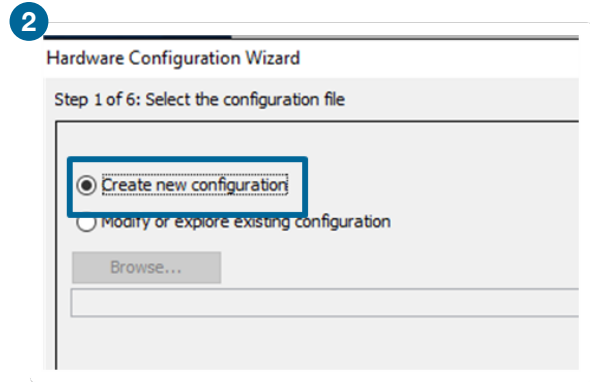 2
Hardware Configuration Wizard
Step 1 of 6: Select the configuration file
Create new configuration
Modify or explore existing configuration
Browse...